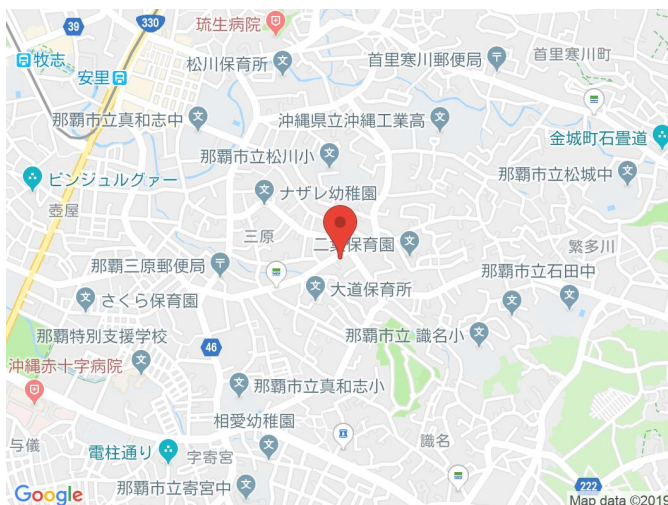 39
330
琉生病院
牧志
松川保育所
首里寒川郵便局
首里寒川町
安里
那覇市立真和志中
沖縄県立沖縄工業高
金城町石畳道
那覇市立松川小
那覇市立松城中
ビンジュルグァー
ナザレ幼稚園
壺屋
三原
二葉保育園
繁多川
那覇三原郵便局
那覇市立石田中
さくら保育園
大道保育所
那覇特別支援学校
那覇市立 識名小
46
沖縄赤十字病院
那覇市立真和志小
相愛幼稚園
与儀
識名
電柱通り
字寄宮
那覇市立寄宮中
222
Google
Map data ©2019